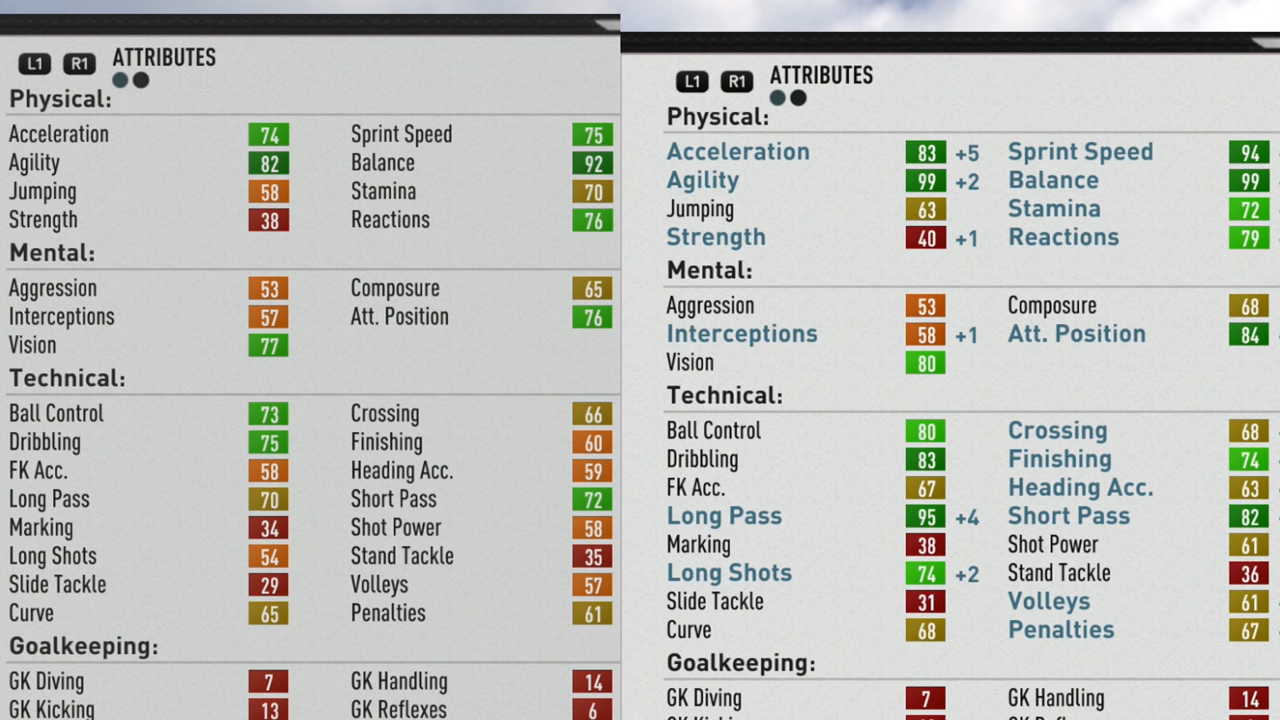 L1 R1 ATTRIBUTES
Physical:
Acceleration 74 Sprint Speed 75
Agility 82 Balance 92
Jumping 58 Stamina 70
Strength 38 Reactions 76
Mental:
Aggression 53 Composure 65
Interceptions 57 Att. Position 76
Vision 77
Technical:
Ball Control 73 Crossing 66
Dribbling 75 Finishing 60
FK Acc. 58 Heading Acc. 59
Long Pass 70 Short Pass 72
Marking 34 Shot Power 58
Long Shots 54 Stand Tackle 35
Slide Tackle 29 Volleys 57
Curve 65 Penalties 61
Goalkeeping:
GK Diving 7 GK Handling 14
GK Kicking 13 GK Reflexes 6
L1 R1 ATTRIBUTES
Physical:
Acceleration 83 +5 Sprint Speed 94
Agility 99 +2 Balance 99
Jumping 63 Stamina 72
Strength 40 +1 Reactions 79
Mental:
Aggression 53 Composure 68
Interceptions 58 +1 Att. Position 84
Vision 80
Technical:
Ball Control 80 Crossing 68
Dribbling 83 Finishing 74
FK Acc. 67 Heading Acc. 63
Long Pass 95 +4 Short Pass 82
Marking 38 Shot Power 61
Long Shots 74 +2 Stand Tackle 36
Slide Tackle 31 Volleys 61
Curve 68 Penalties 67
Goalkeeping:
GK Diving 7 GK Handling 14